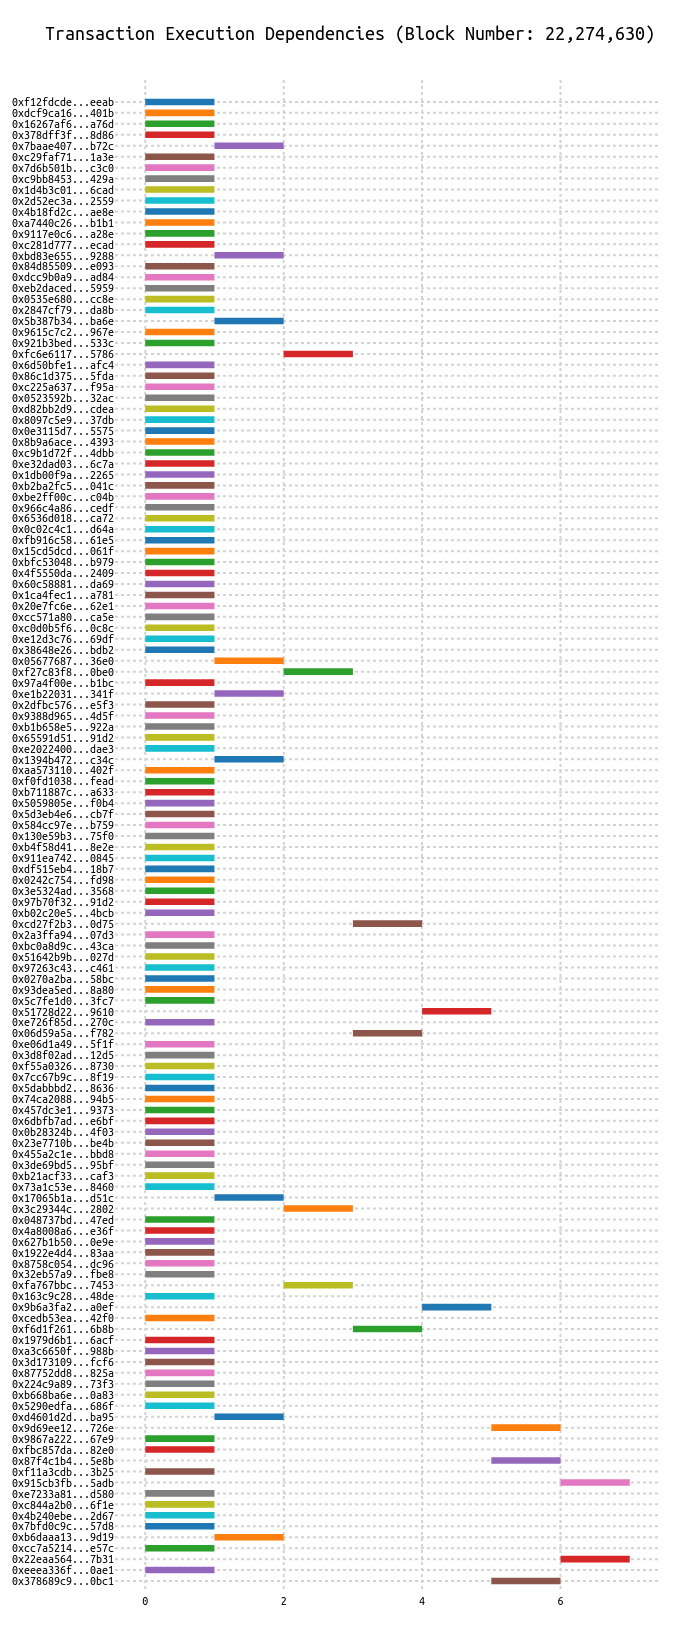 Transaction Execution Dependencies (Block Number: 22,274,630)
0xf12fdcde...eeab
0xdcf9ca16...401b
0x16267af6...a76d
0x378dff3f...8d86
0x7baae407...b72c
0xc29faf71...1a3e
0x7d6b501b...c3c0
0xc9bb8453...429a
0x1d4b3c01...6cad
0x2d52ec3a...2559
0x4b18fd2c...ae8e
0xa7440c26...b1b1
0x9117e0c6...a28e
0xc281d777...ecad
0xbd83e655...9288
0x84d85509...e093
0xdcc9b0a9...ad84
0xeb2daced...5959
0x0535e680...cc8e
0x2847cf79...da8b
0x5b387b34...ba6e
0x9615c7c2...967e
0x921b3bed...533c
0xfc6e6117...5786
0x6d50bfe1...afc4
0x86c1d375...5fda
0xc225a637...f95a
0x0523592b...32ac
0xd82bb2d9...cdea
0x8097c5e9...37db
0x0e3115d7...5575
0x8b9a6ace...4393
0xc9b1d72f...4dbb
0xe32dad03...6c7a
0x1db00f9a...2265
0xb2ba2fc5...041c
0xbe2ff00c...c04b
0x966c4a86...cedf
0x6536d018...ca72
0x0c02c4c1...d64a
0xfb916c58...61e5
0x15cd5dcd...061f
0xbfc53048...b979
0x4f5550da...2409
0x60c58881...da69
0x1ca4fec1...a781
0x20e7fc6e...62e1
0xcc571a80...ca5e
0xc0d0b5f6...0c8c
0xe12d3c76...69df
0x38648e26...bdb2
0x05677687...36e0
0xf27c83f8...0be0
0x97a4f00e...b1bc
0xe1b22031...341f
0x2dfbc576...e5f3
0x9388d965...4d5f
0xb1b658e5...922a
0x65591d51...91d2
0xe2022400...dae3
0x1394b472...c34c
0xaa573110...402f
0xf0fd1038...fead
0xb711887c...a633
0x5059805e...f0b4
0x5d3eb4e6...cb7f
0x584cc97e...b759
0x130e59b3...75f0
0xb4f58d41...8e2e
0x911ea742...0845
0xdf515eb4...18b7
0x0242c754...fd98
0x3e5324ad...3568
0x97b70f32...91d2
0xb02c20e5...4bcb
0xcd27f2b3...0d75
0x2a3ffa94...07d3
0xbc0a8d9c...43ca
0x51642b9b...027d
0x97263c43...c461
0x0270a2ba...58bc
0x93dea5ed...8a80
0x5c7fe1d0...3fc7
0x51728d22...9610
0xe726f85d...270c
0x06d59a5a...f782
0xe06d1a49...5f1f
0x3d8f02ad...12d5
0xf55a0326...8730
0x7cc67b9c...8f19
0x5dabbbd2...8636
0x74ca2088...94b5
0x457dc3e1...9373
0x6dbfb7ad...e6bf
0x0b28324b...4f03
0x23e7710b...be4b
0x455a2c1e...bbd8
0x3de69bd5...95bf
0xb21acf33...caf3
0x73a1c53e...8460
0x17065b1a...d51c
0x3c29344c...2802
0x048737bd...47ed
0x4a8008a6...e36f
0x627b1b50...0e9e
0x1922e4d4...83aa
0x8758c054...dc96
0x32eb57a9...fbe8
0xfa767bbc...7453
0x163c9c28...48de
0x9b6a3fa2...a0ef
0xcedb53ea...42f0
0xf6d1f261...6b8b
0x1979d6b1...6acf
0xa3c6650f...988b
0x3d173109...fcf6
0x87752dd8...825a
0x224c9a89...73f3
0xb668ba6e...0a83
0x5290edfa...686f
0xd4601d2d...ba95
0x9d69ee12...726e
0x9867a222...67e9
0xfbc857da...82e0
0x87f4c1b4...5e8b
0xf11a3cdb...3b25
0x915cb3fb...5adb
0xe7233a81...d580
0xc844a2b0...6f1e
0x4b240ebe...2d67
0x7bfd0c9c...57d8
0xb6daaa13...9d19
0xcc7a5214...e57c
0x22eaa564...7b31
0xeeea336f...0ae1
0x378689c9...0bc1
0 2 4 6